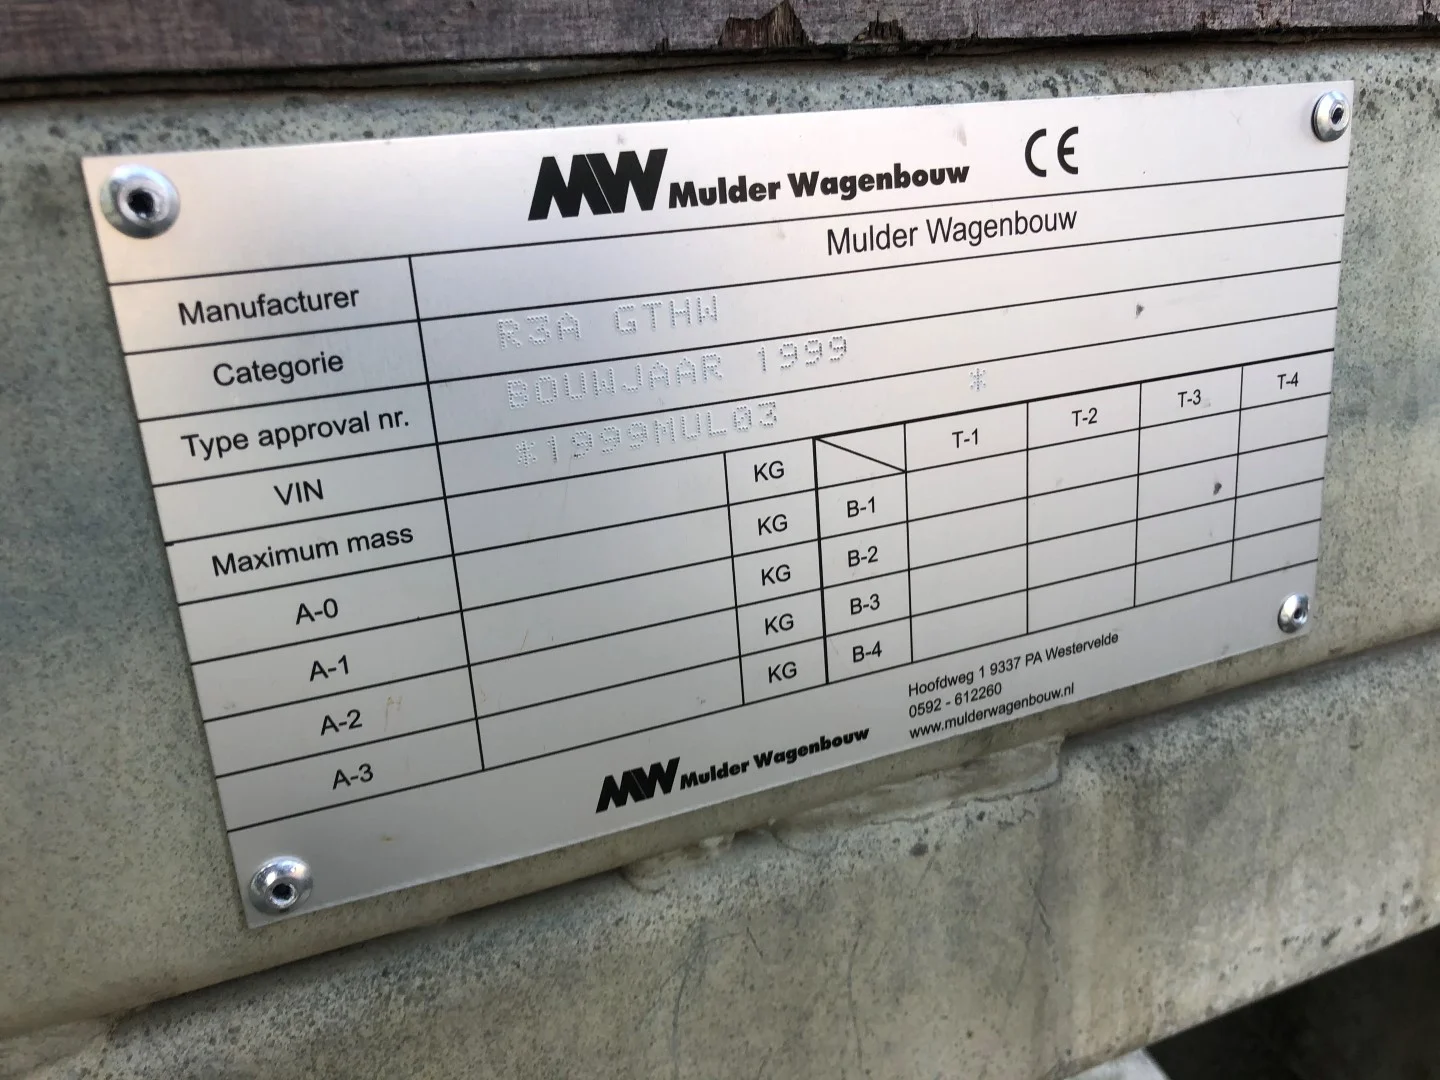 MW Mulder Wagenbouw CE
Manufacturer Mulder Wagenbouw
Categorie R3A GTHW
Type approval nr. BOUWJAAR 1999
VIN *1999MUL03 *
Maximum mass KG T-1 T-2 T-3 T-4
A-0 KG B-1
A-1 KG B-2
A-2 KG B-3
A-3 KG B-4
MW Mulder Wagenbouw
Hoofdweg 1 9337 PA Westervelde
0592 - 612260
www.mulderwagenbouw.nl